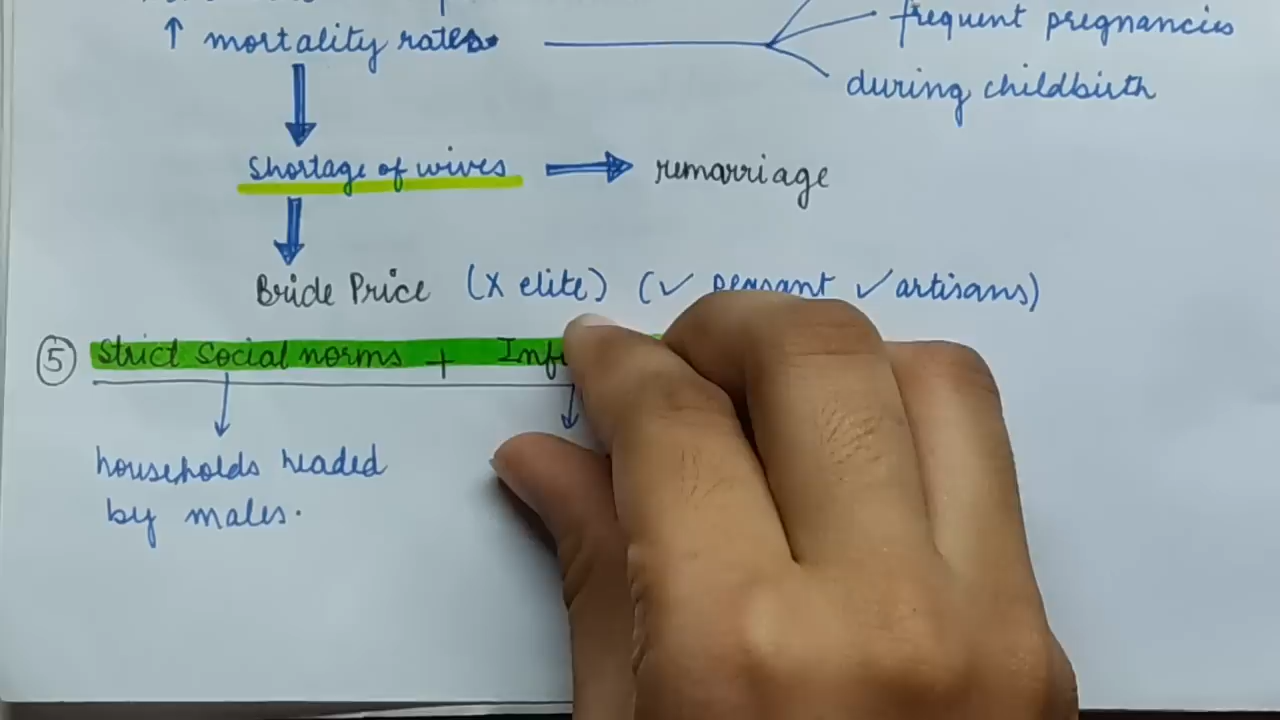 ↑ mortality rates
frequent pregnancies
during childbirth
Shortage of wives → remarriage
Bride Price (X elite) (✓ peasant ✓ artisans)
⑤ Strict social norms +
households headed
by males.